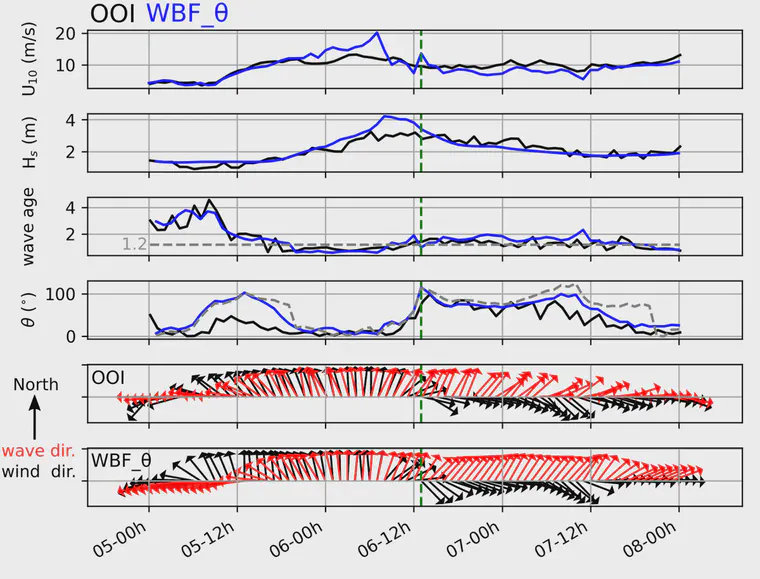 OOI WBF_θ
U10 (m/s)
20
10
Hs (m)
4
2
wave age
4
2
1.2
θ (°)
100
0
OOI
North
wave dir.
wind dir.
WBF_θ
05-00h 05-12h 06-00h 06-12h 07-00h 07-12h 08-00h